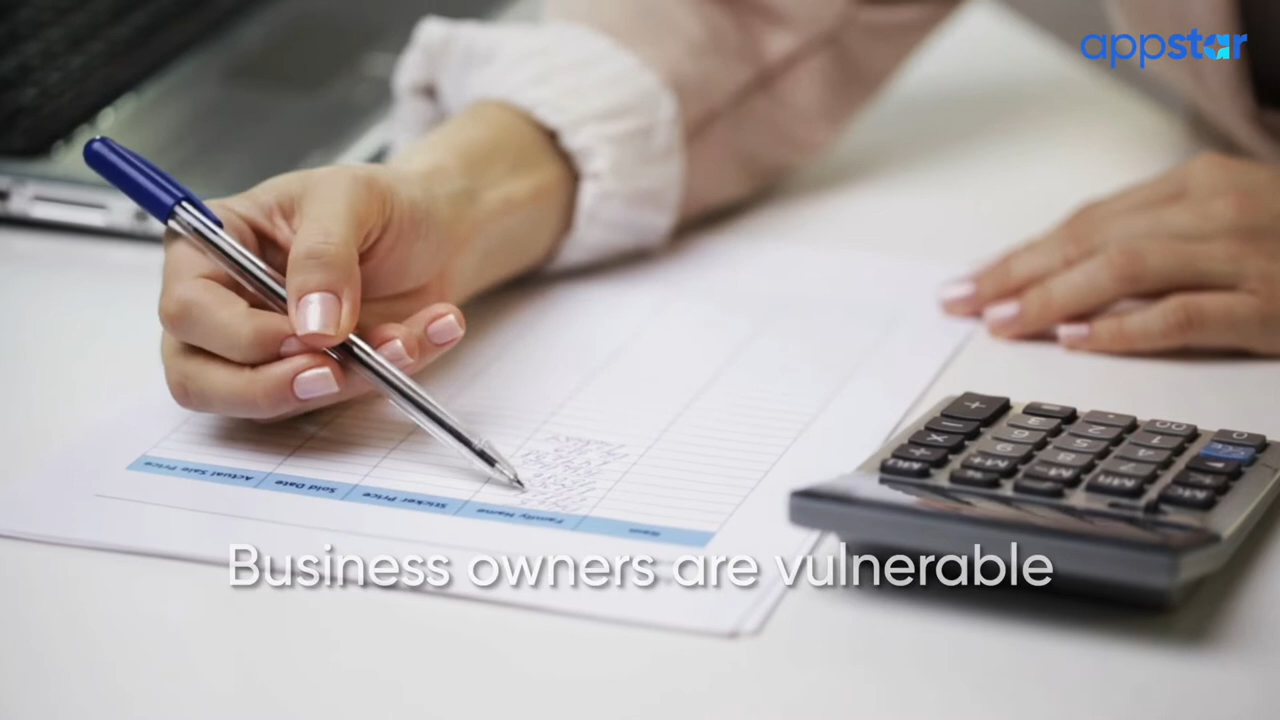 appstar
Item
Family Name
Sticker Price
Sold Date
Actual Sale Price
Business owners are vulnerable